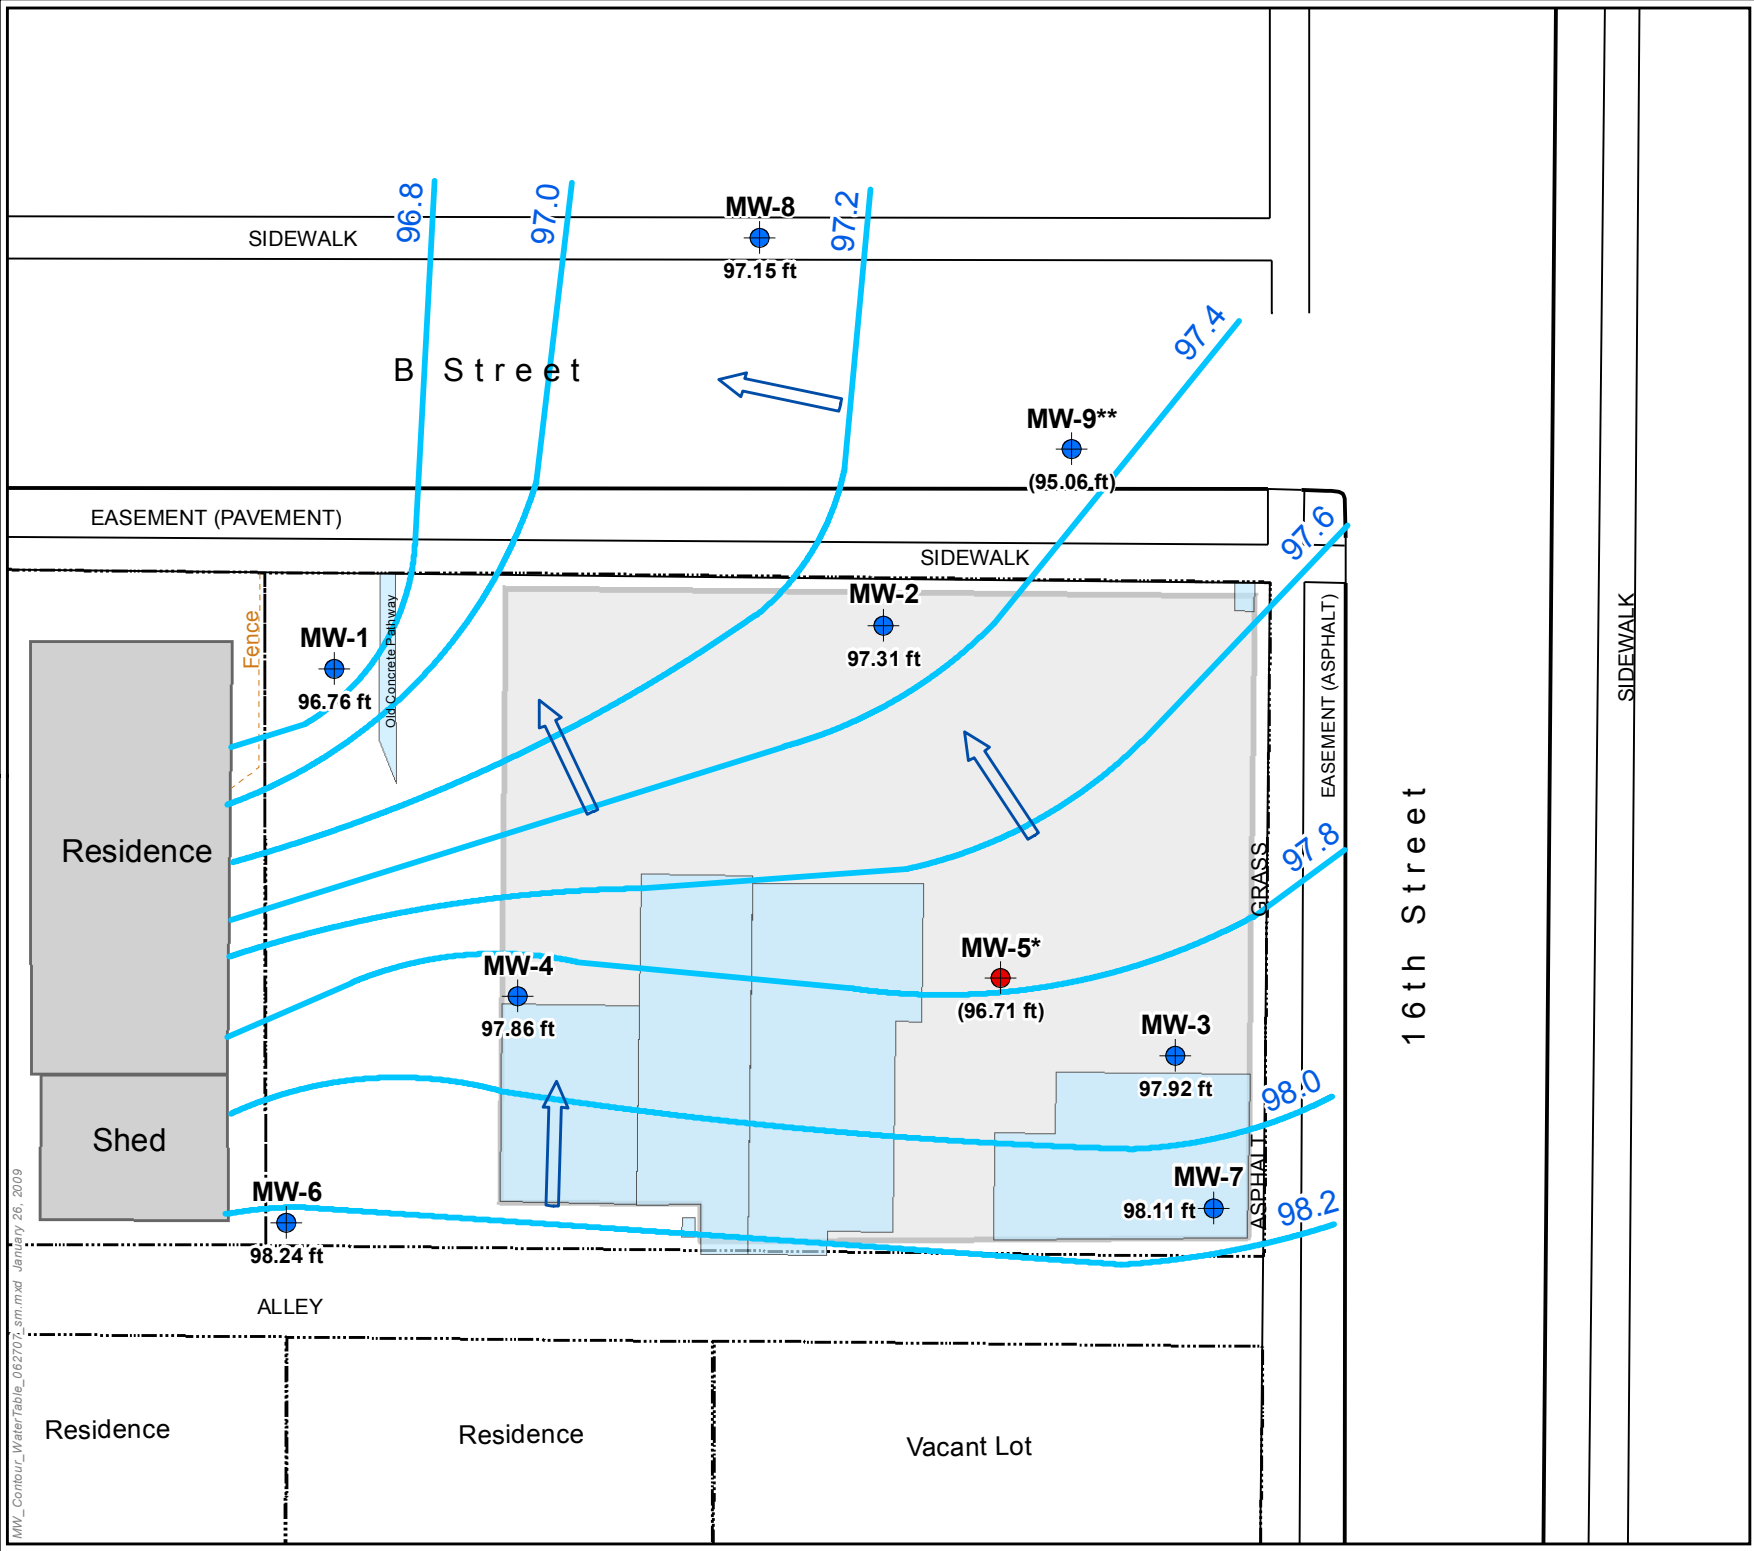 96.8
97.0
MW-8
97.2
SIDEWALK
97.15 ft
97.4
B Street
MW-9**
(95.06 ft)
EASEMENT (PAVEMENT)
97.6
SIDEWALK
MW-2
97.31 ft
Fence
MW-1
96.76 ft
Old Concrete Pathway
EASEMENT (ASPHALT)
SIDEWALK
Residence
97.8
GRASS
16th Street
MW-4
97.86 ft
MW-5*
(96.71 ft)
MW-3
97.92 ft
98.0
Shed
ASPHALT
MW-7
98.11 ft
98.2
MW-6
98.24 ft
ALLEY
Residence
Residence
Vacant Lot
MW_Contour_WaterTable_062707_sm.mxd January 26, 2009